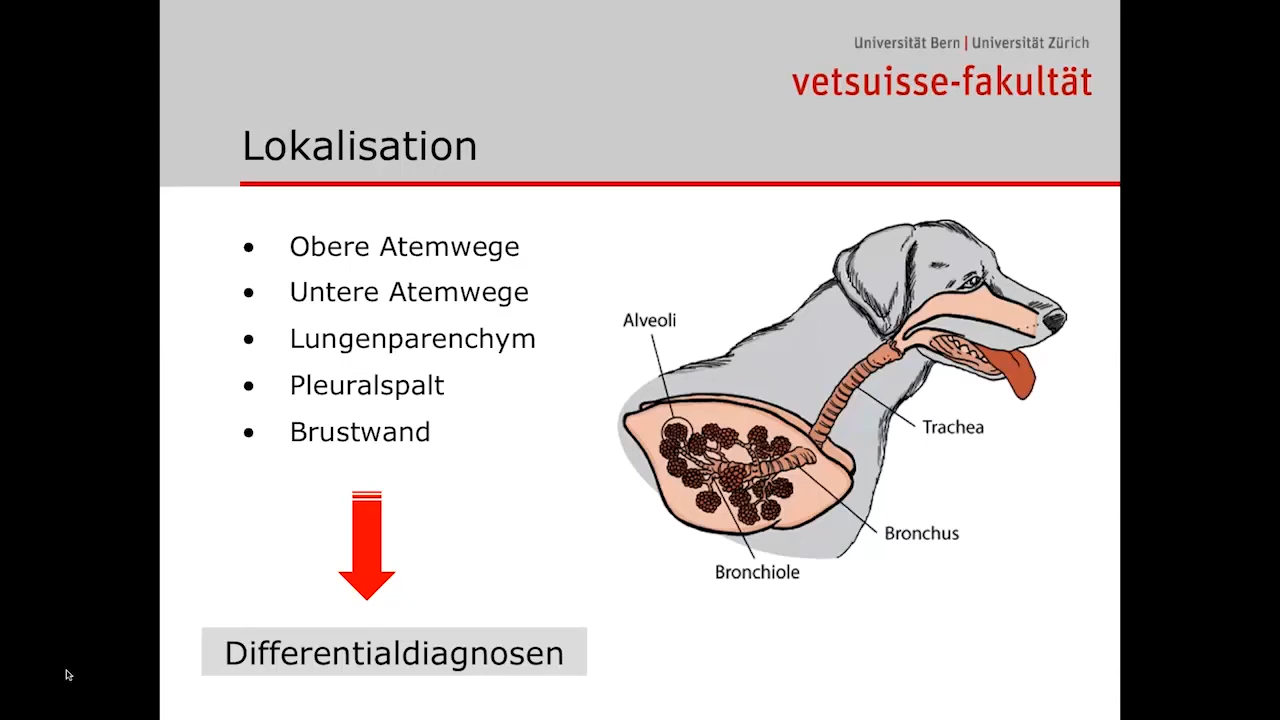 Universität Bern | Universität Zürich
vetsuisse-fakultät
Lokalisation
• Obere Atemwege
• Untere Atemwege
• Lungenparenchym
• Pleuralspalt
• Brustwand
Differentialdiagnosen
Alveoli
Trachea
Bronchus
Bronchiole